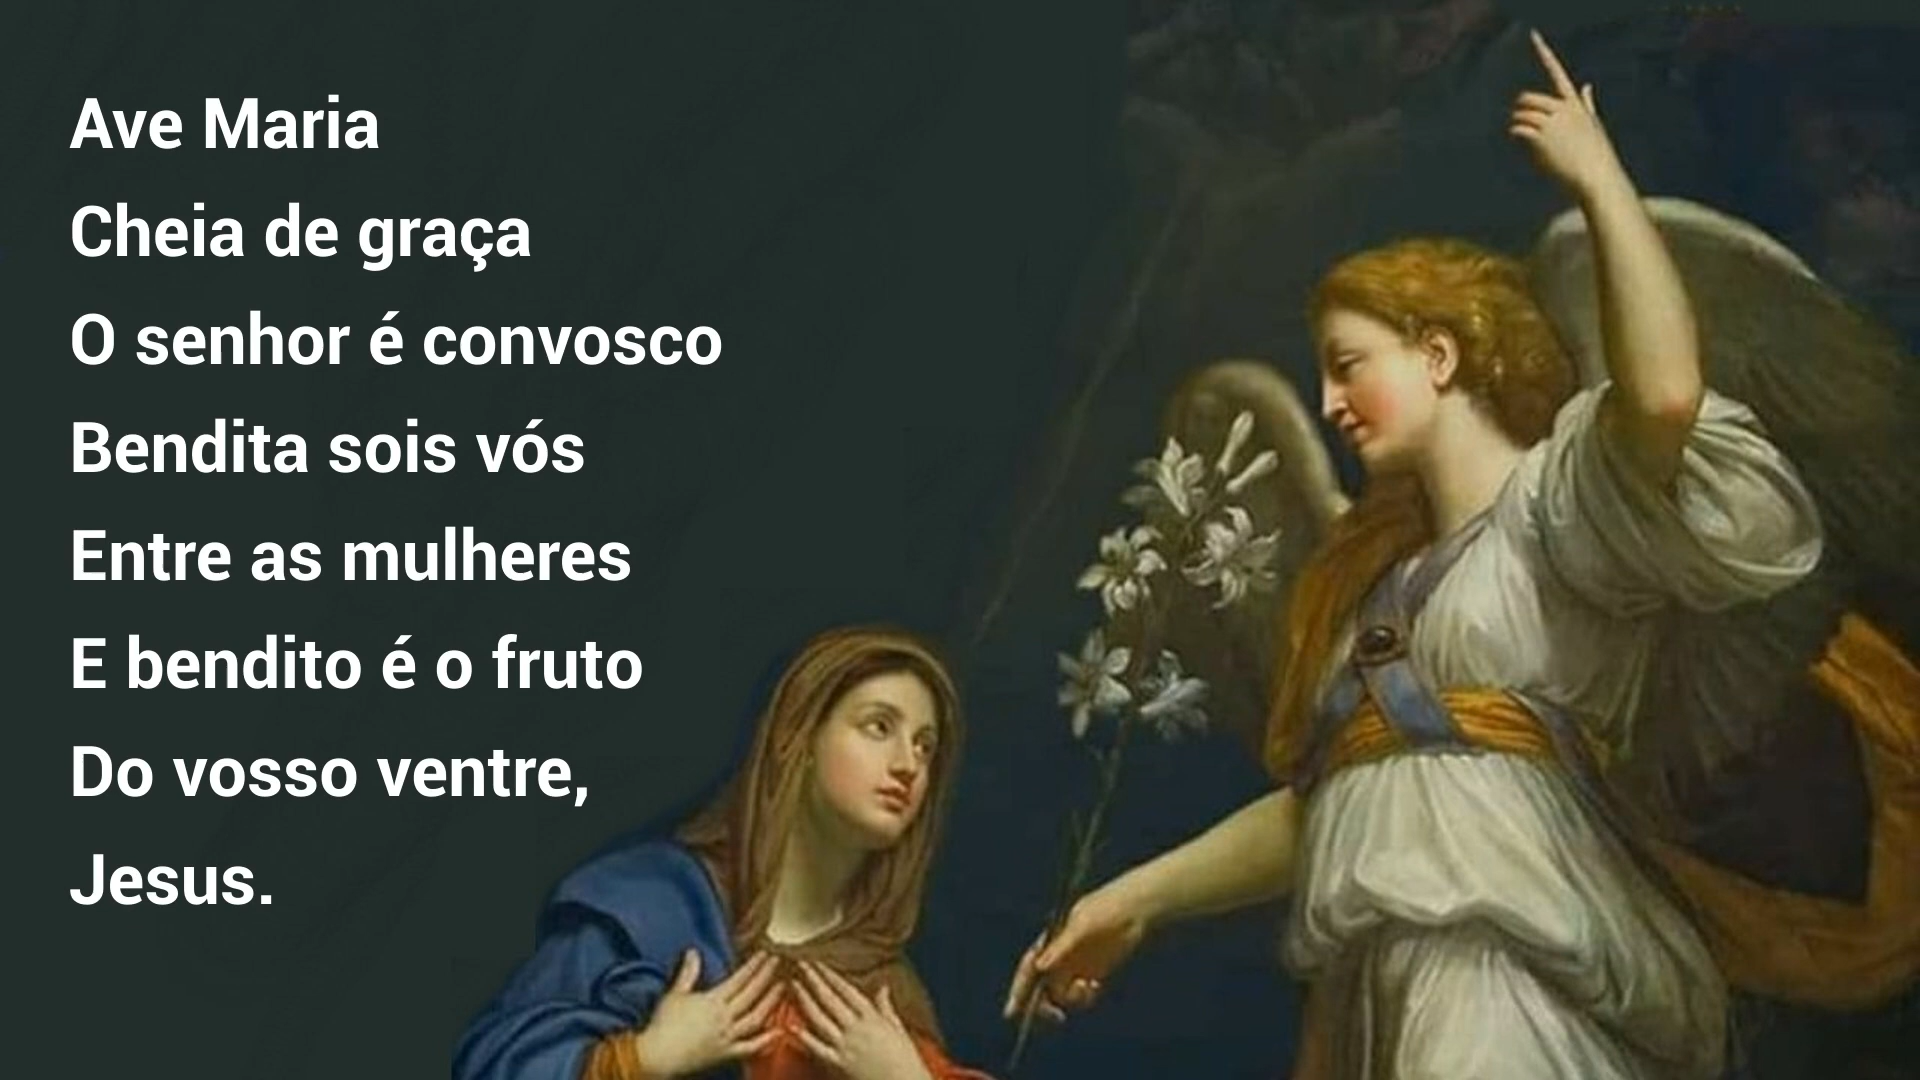 Ave Maria
Cheia de graça
O senhor é convosco
Bendita sois vós
Entre as mulheres
E bendito é o fruto
Do vosso ventre,
Jesus.